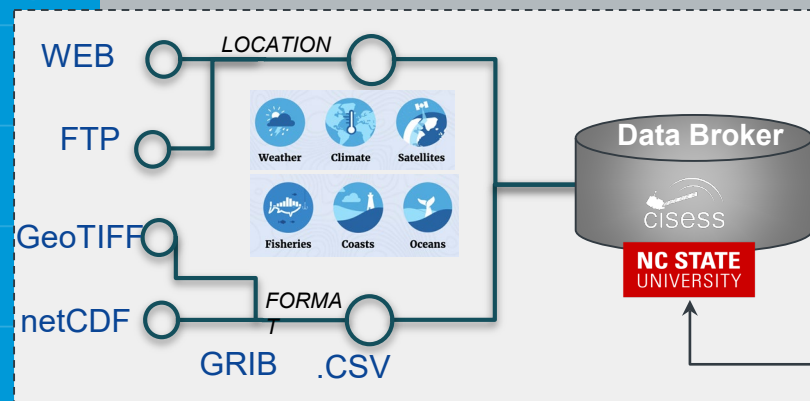 WEB
LOCATION
FTP
Weather
Climate
Satellites
Fisheries
Coasts
Oceans
GeoTIFF
netCDF
FORMA
T
GRIB
.CSV
Data Broker
CISESS
NC STATE
UNIVERSITY